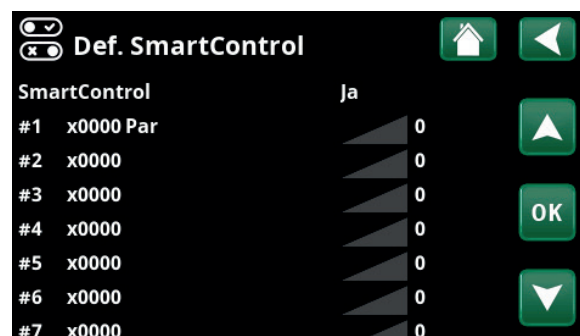 Def. SmartControl
SmartControl Ja
#1 x0000 Par 0
#2 x0000 0
#3 x0000 0
#4 x0000 0
OK
#5 x0000 0
#6 x0000 0
#7 x0000 0